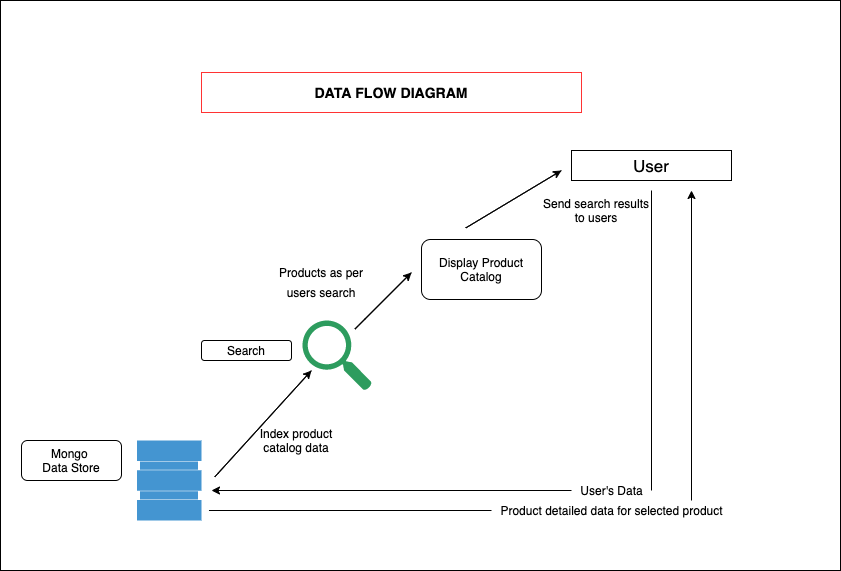 DATA FLOW DIAGRAM
User
Send search results
to users
Display Product
Catalog
Products as per
users search
Search
Index product
catalog data
Mongo
Data Store
User's Data
Product detailed data for selected product